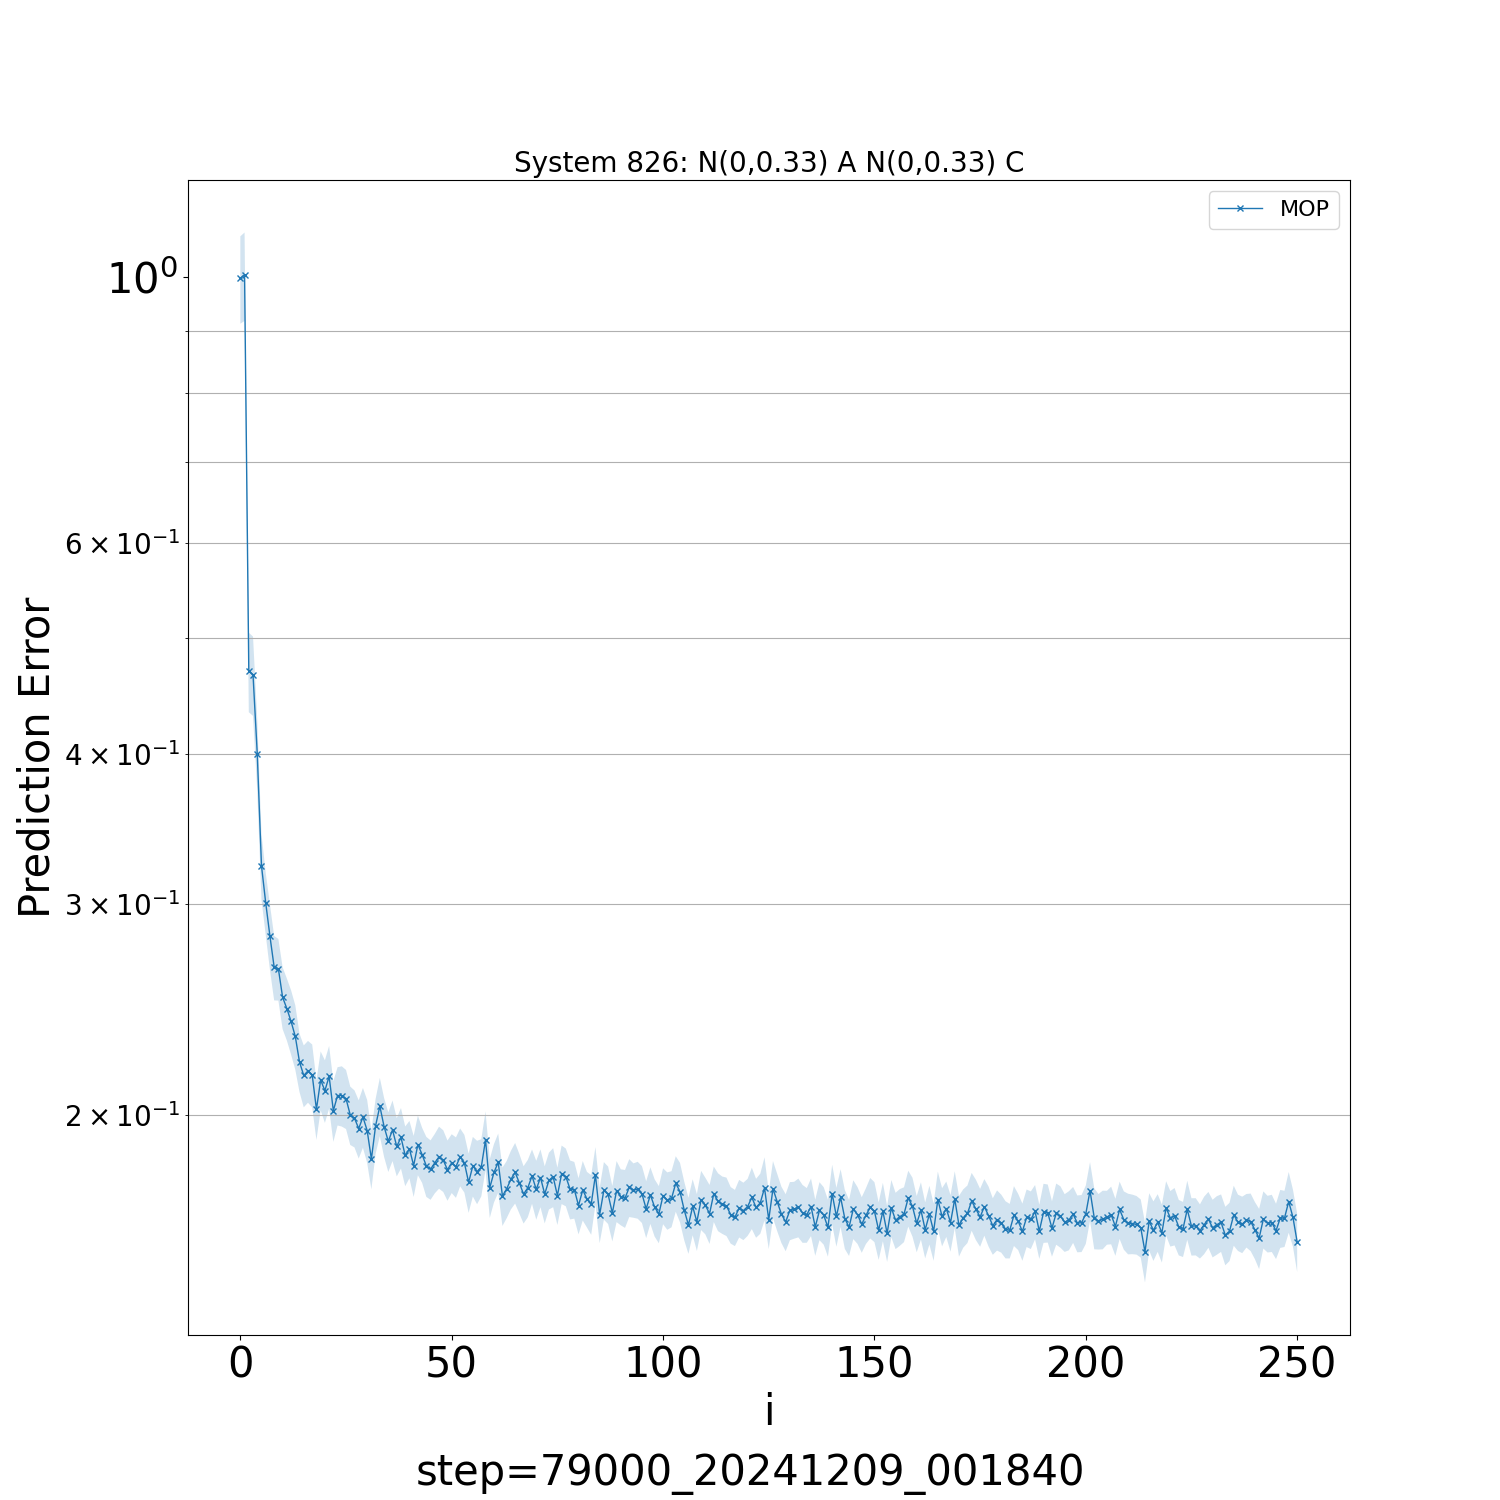 System 826: N(0,0.33) A N(0,0.33) C
MOP
10⁰
6 × 10⁻¹
4 × 10⁻¹
3 × 10⁻¹
2 × 10⁻¹
Prediction Error
0 50 100 150 200 250
i
step=79000_20241209_001840